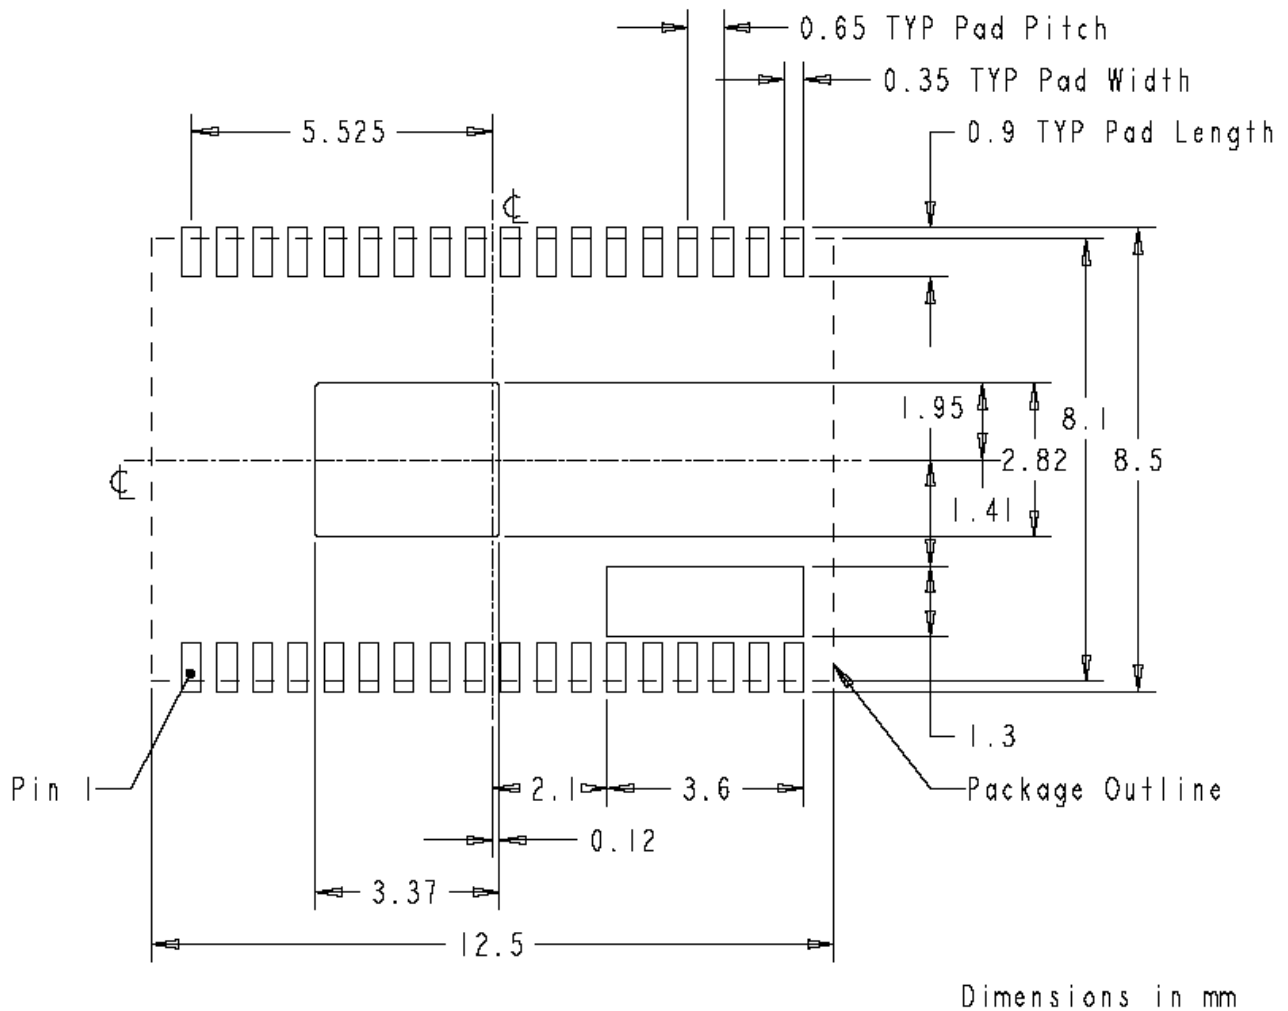 0.65 TYP Pad Pitch
0.35 TYP Pad Width
5.525
0.9 TYP Pad Length
℄
1.95
8.1
2.82
8.5
℄
1.41
1.3
Pin 1
2.1
3.6
Package Outline
0.12
3.37
12.5
Dimensions in mm